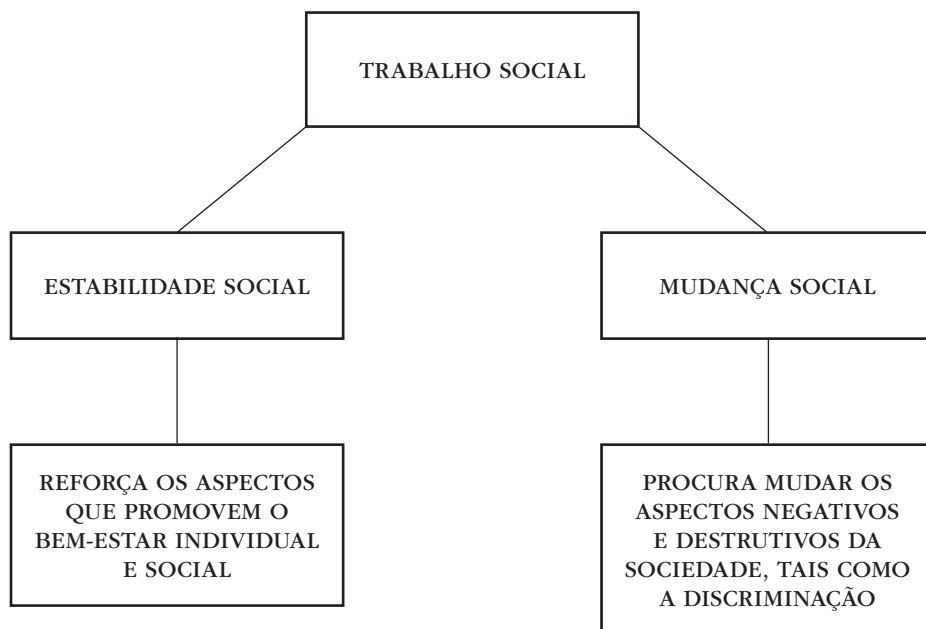 TRABALHO SOCIAL
ESTABILIDADE SOCIAL
MUDANÇA SOCIAL
REFORÇA OS ASPECTOS
QUE PROMOVEM O
BEM-ESTAR INDIVIDUAL
E SOCIAL
PROCURA MUDAR OS
ASPECTOS NEGATIVOS
E DESTRUTIVOS DA
SOCIEDADE, TAIS COMO
A DISCRIMINAÇÃO